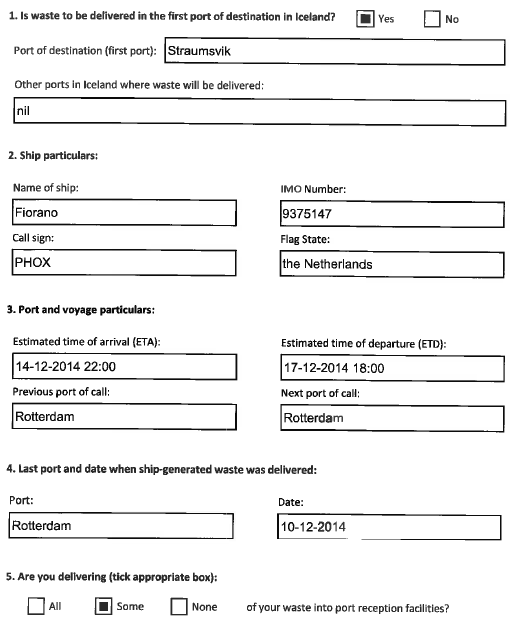 1. Is waste to be delivered in the first port of destination in Iceland? Yes No
Port of destination (first port): Straumsvik
Other ports in Iceland where waste will be delivered:
nil
2. Ship particulars:
Name of ship: IMO Number:
Fiorano 9375147
Call sign: Flag State:
PHOX the Netherlands
3. Port and voyage particulars:
Estimated time of arrival (ETA): Estimated time of departure (ETD):
14-12-2014 22:00 17-12-2014 18:00
Previous port of call: Next port of call:
Rotterdam Rotterdam
4. Last port and date when ship-generated waste was delivered:
Port: Date:
Rotterdam 10-12-2014
5. Are you delivering (tick appropriate box):
All Some None of your waste into port reception facilities?